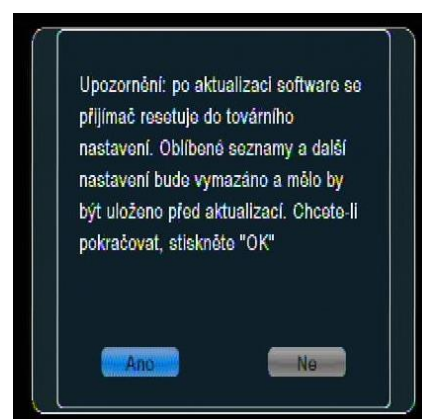 Upozornění: po aktualizaci software se
přijímač resetuje do továrního
nastavení. Oblíbené seznamy a další
nastavení bude vymazáno a mělo by
být uloženo před aktualizací. Chcete-li
pokračovat, stiskněte "OK"
Ano Ne